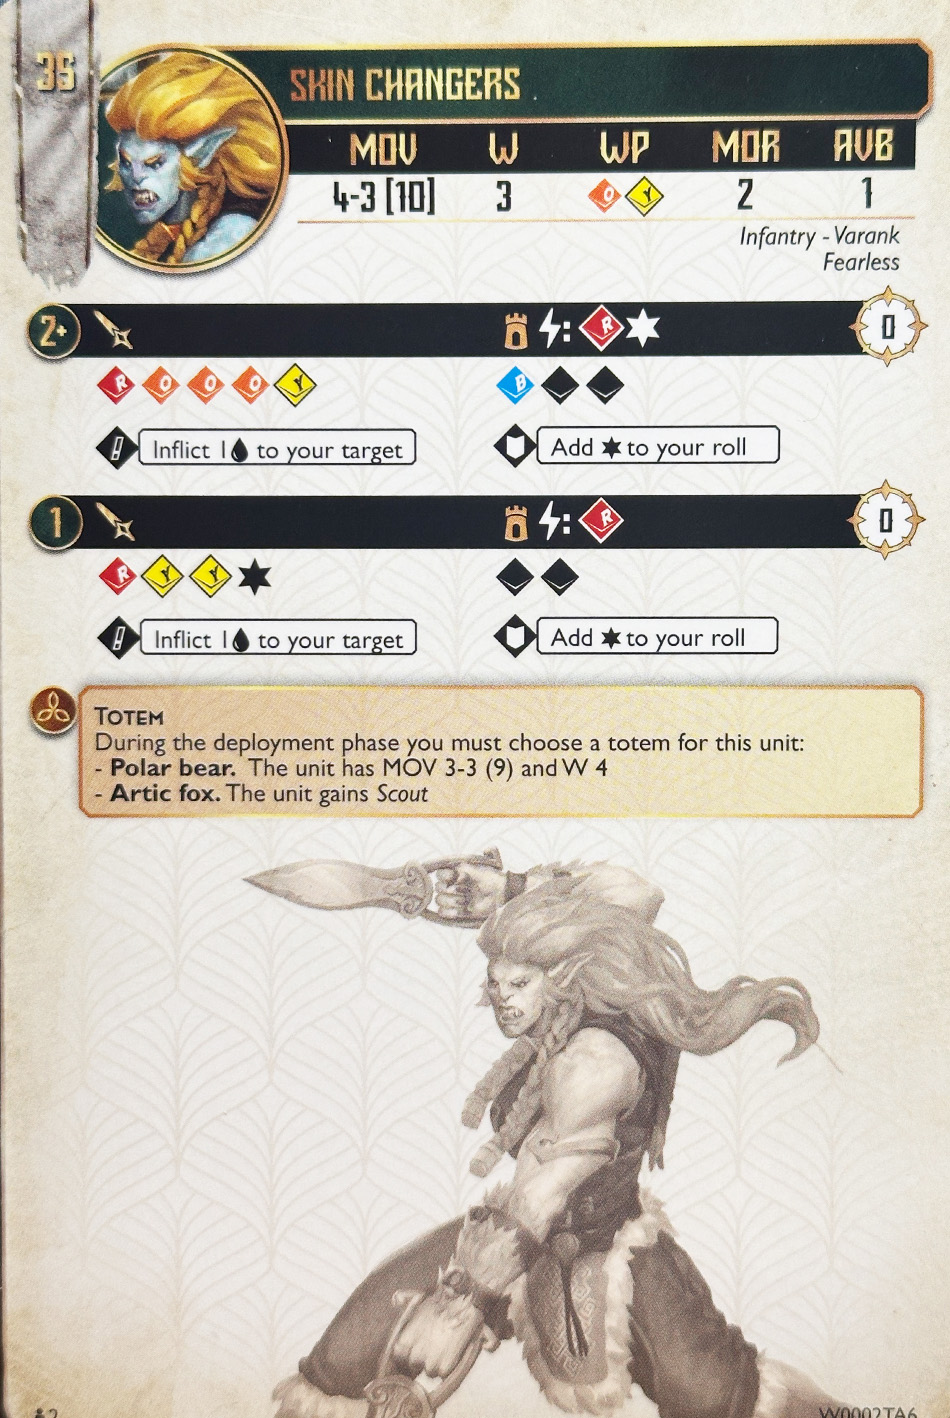 35
SKIN CHANGERS
MOV W WP MOR AVB
4-3 [10] 3 O Y 2 1
Infantry - Varank
Fearless
2+ : R 0
R O O O Y B
Inflict 1 to your target Add to your roll
1 : R 0
R Y Y
Inflict 1 to your target Add to your roll
TOTEM
During the deployment phase you must choose a totem for this unit:
- Polar bear. The unit has MOV 3-3 (9) and W 4
- Artic fox. The unit gains Scout
2 W0002TA6